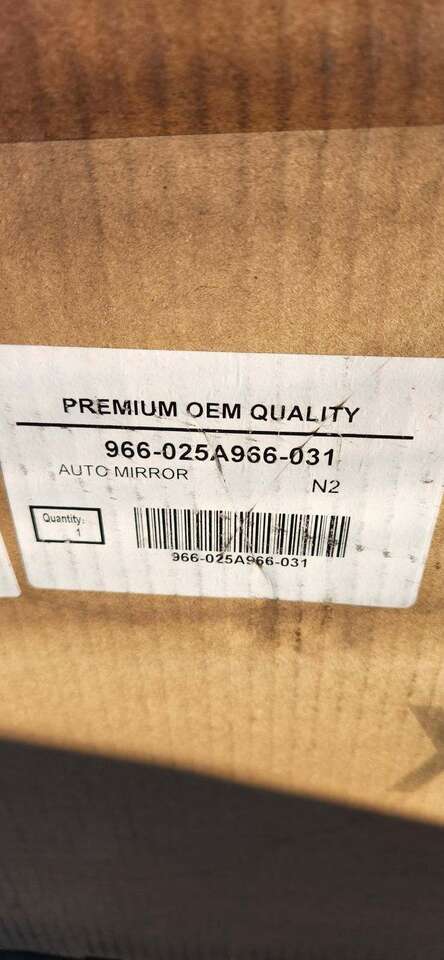 PREMIUM OEM QUALITY
966-025A966-031
AUTO MIRROR
N2
Quantity:
1
966-025A966-031